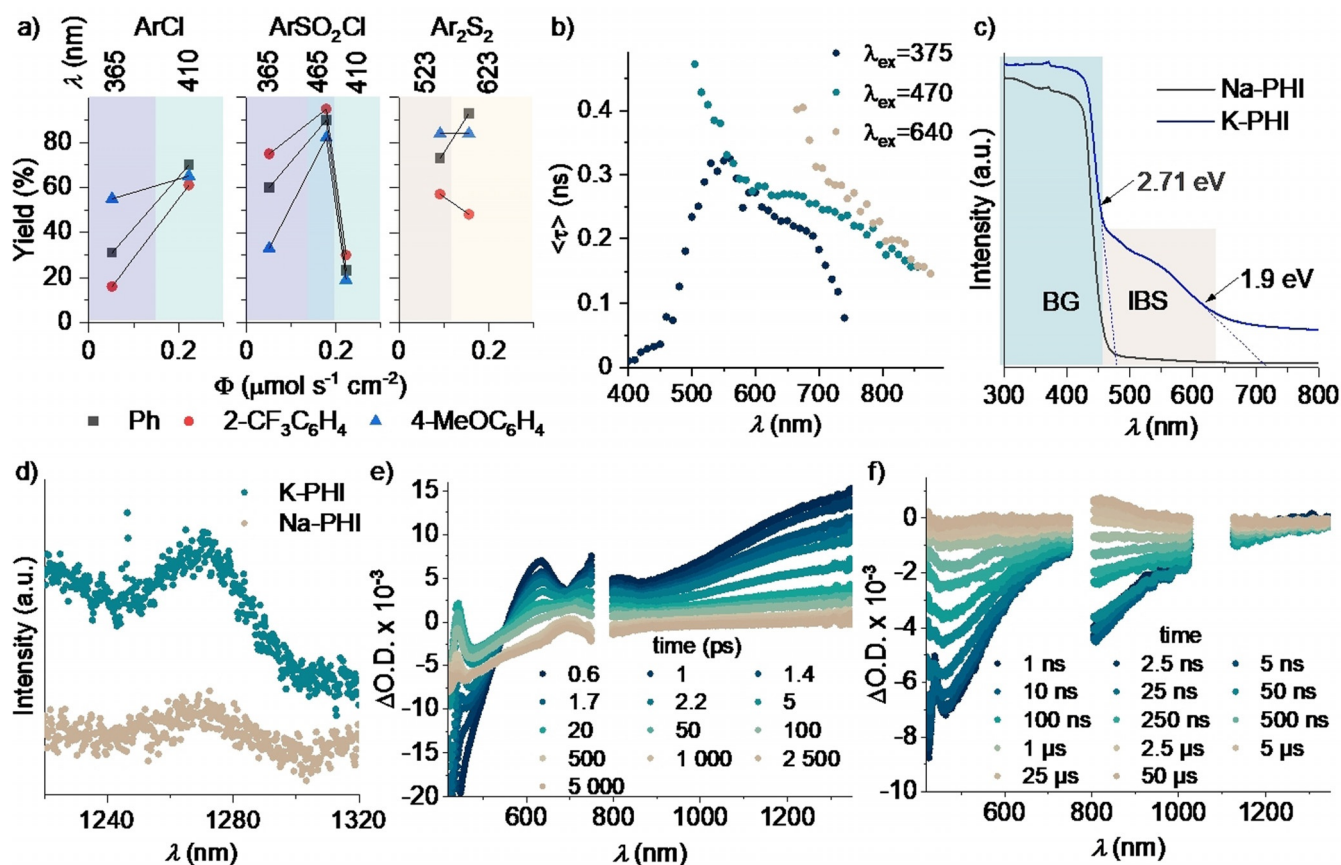 a)
ArCl ArSO₂Cl Ar₂S₂
λ (nm)
365 410 365 465 410 523 623
Yield (%)
80
60
40
20
0
0 0.2 0 0.2 0 0.2
Φ (μmol s⁻¹ cm⁻²)
Ph 2-CF₃C₆H₄ 4-MeOC₆H₄
b)
<τ> (ns)
0.4
0.3
0.2
0.1
0
λex=375
λex=470
λex=640
400 500 600 700 800
λ (nm)
c)
Intensity (a.u.)
Na-PHI
K-PHI
2.71 eV
1.9 eV
BG IBS
300 400 500 600 700 800
λ (nm)
d)
Intensity (a.u.)
K-PHI
Na-PHI
1240 1280 1320
λ (nm)
e)
ΔO.D. x 10⁻³
15
10
5
0
−5
−10
−15
−20
time (ps)
0.6 1 1.4
1.7 2.2 5
20 50 100
500 1 000 2 500
5 000
600 800 1000 1200
λ (nm)
f)
ΔO.D. x 10⁻³
0
−2
−4
−6
−8
−10
time
1 ns 2.5 ns 5 ns
10 ns 25 ns 50 ns
100 ns 250 ns 500 ns
1 μs 2.5 μs 5 μs
25 μs 50 μs
600 800 1000 1200
λ (nm)